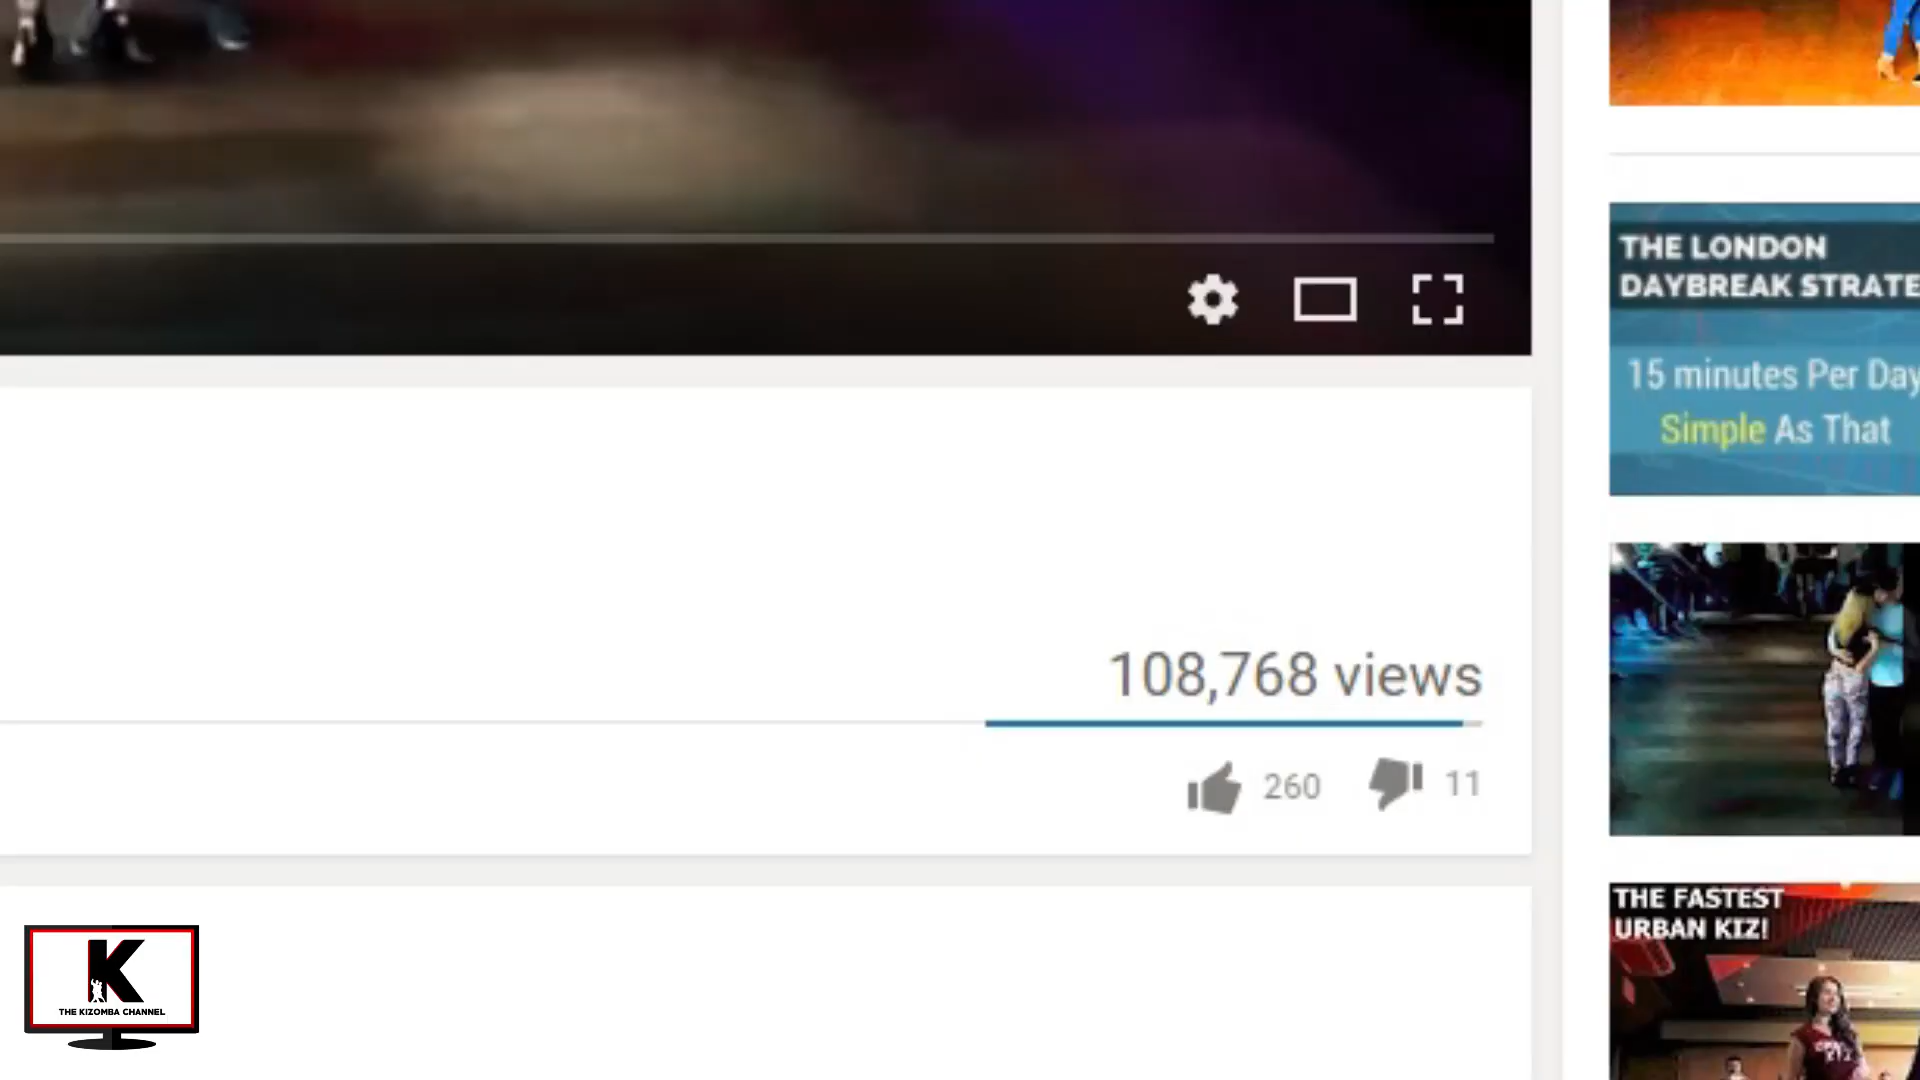 THE LONDON
DAYBREAK STRATE
15 minutes Per Day
Simple As That
108,768 views
260
11
THE FASTEST
URBAN KIZ!
K
THE KIZOMBA CHANNEL